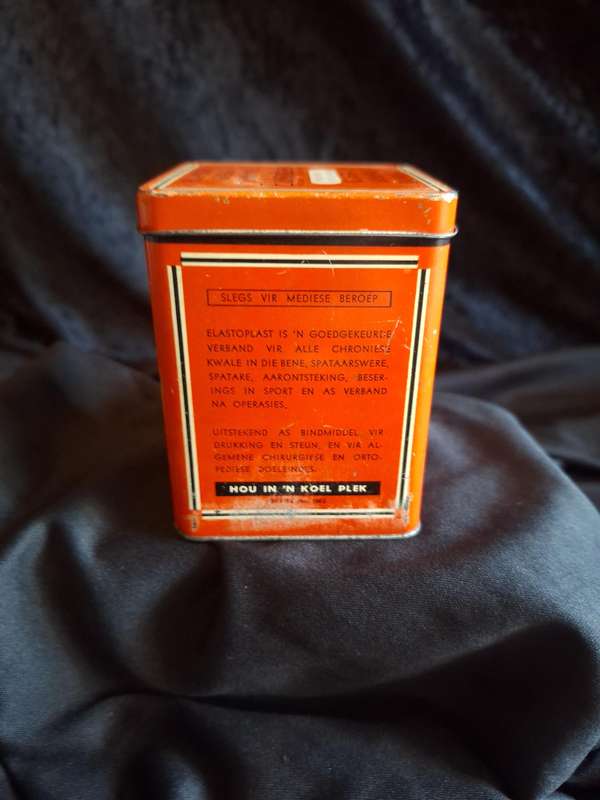 SLEGS VIR MEDIESE BEROEP
ELASTOPLAST IS 'N GOEDGEKEURDE
VERBAND VIR ALLE CHRONIESE
KWALE IN DIE BENE, SPATAARSWERE,
SPATARE, AARONTSTEKING, BESER-
INGS IN SPORT EN AS VERBAND
NA OPERASIES.
UITSTEKEND AS BINDMIDDEL VIR
DRUKKING EN STEUN, EN VIR AL-
GEMENE CHIRURGIESE EN ORTO-
PEDIESE DOELEINDES.
HOU IN 'N KOEL PLEK